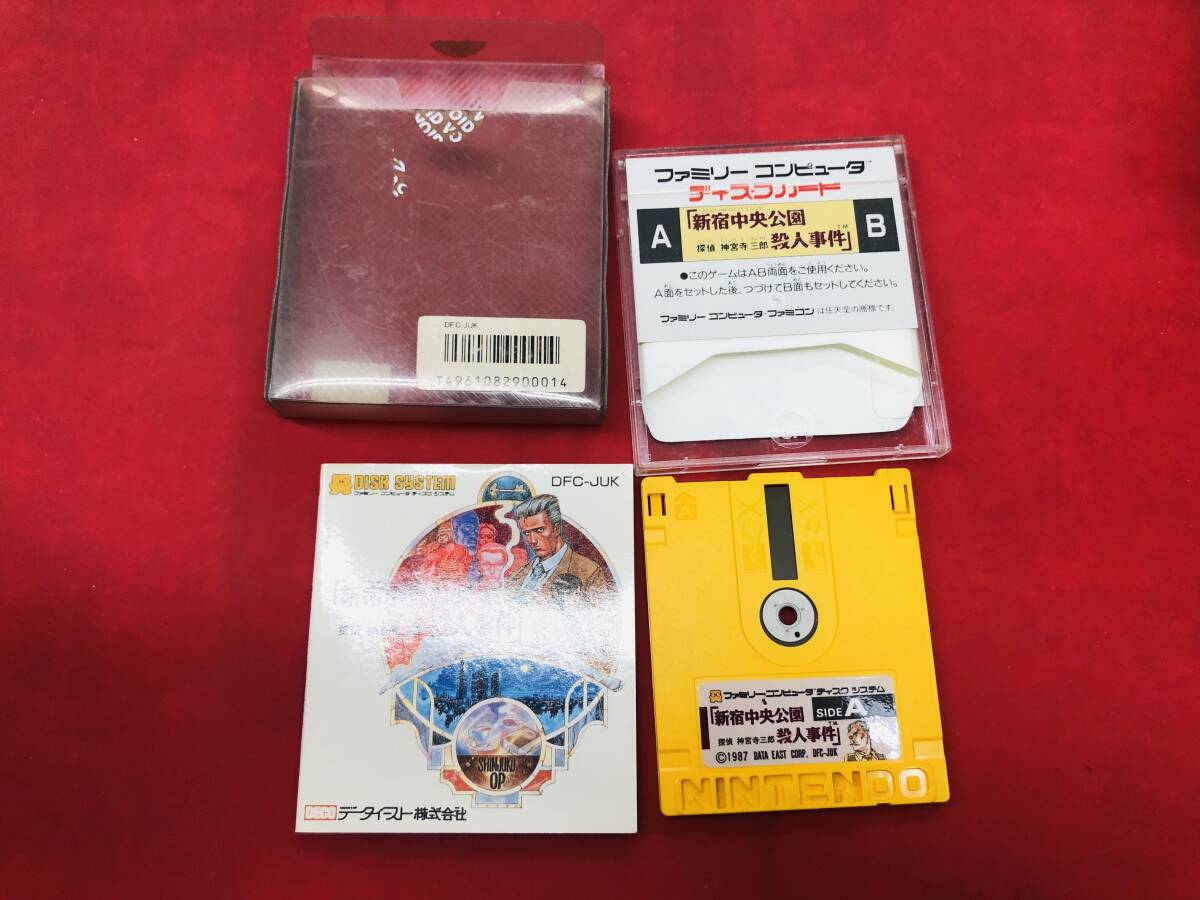 VOID
DFC-JUK
T4961082900014
ファミリー コンピュータ™
ディスクカード
A
「新宿中央公園
探偵 神宮寺三郎 殺人事件」™
B
●このゲームはAB両面をご使用ください。
A面をセットした後、つづけてB面もセットしてください。
ファミリー コンピュータ・ファミコン は任天堂の商標です。
DISK SYSTEM
ファミリー コンピュータ ディスク システム
DFC-JUK
「新宿
SHINJUKU
OP
DECO データイースト株式会社
A
ファミリーコンピュータ™ ディスク システム
「新宿中央公園
SIDE A
探偵 神宮寺三郎 殺人事件」™
©1987 DATA EAST CORP. DFC-JUK
NINTENDO